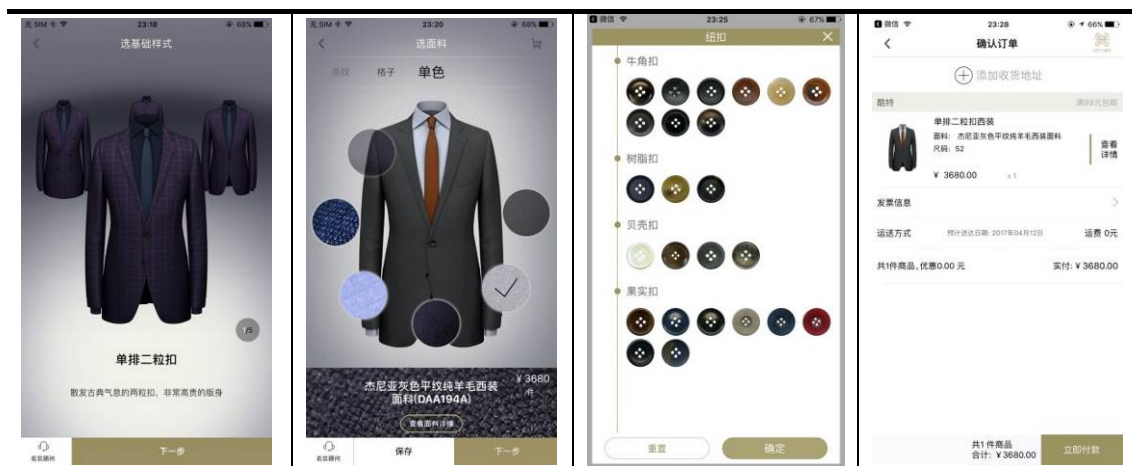 无 SIM 卡
23:18
68%
选基础样式
1/5
单排二粒扣
散发古典气息的两粒扣，非常高贵的版身
着装顾问
下一步
无 SIM 卡
23:20
68%
选面料
条纹
格子
单色
杰尼亚灰色平纹纯羊毛西装
面料(DAA194A)
¥ 3680
/件
查看面料详情
着装顾问
保存
下一步
微信
23:25
67%
纽扣
牛角扣
树脂扣
贝壳扣
果实扣
重置
确定
微信
23:28
66%
确认订单
添加收货地址
酷特
满99元包邮
单排二粒扣西装
面料： 杰尼亚灰色平纹纯羊毛西装面料
尺码： 52
查看
详情
¥ 3680.00
x 1
发票信息
运送方式
预计送达日期: 2017年04月12日
运费 0元
共1件商品,优惠0.00 元
实付: ¥ 3680.00
共1 件商品
合计: ¥3680.00
立即付款